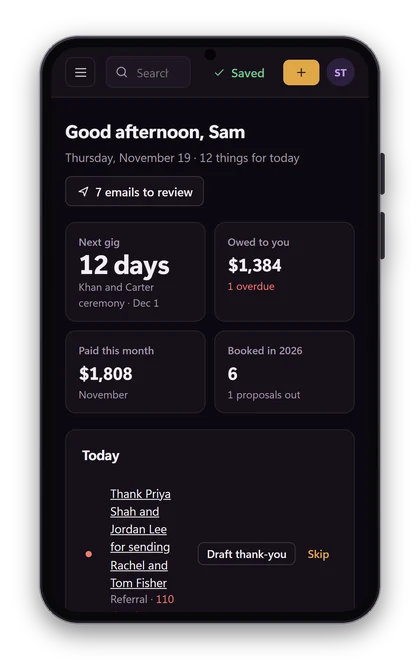 Search
Saved
+
ST
Good afternoon, Sam
Thursday, November 19 · 12 things for today
7 emails to review
Next gig
12 days
Khan and Carter
ceremony · Dec 1
Owed to you
$1,384
1 overdue
Paid this month
$1,808
November
Booked in 2026
6
1 proposals out
Today
Thank Priya
Shah and
Jordan Lee
for sending
Rachel and
Tom Fisher
Referral · 110
Draft thank-you
Skip